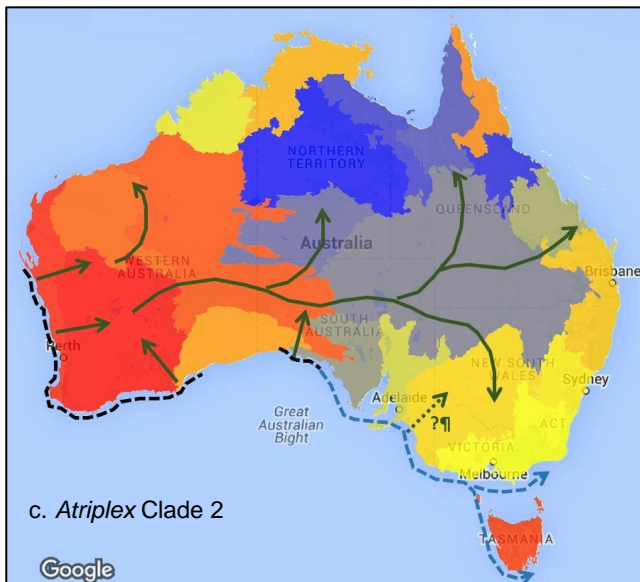 NORTHERN
TERRITORY
QUEENSLAND
Australia
WESTERN
AUSTRALIA
Brisbane
SOUTH
AUSTRALIA
Perth
NEW SOUTH
WALES
Adelaide
Sydney
Great
Australian
Bight
?¶
ACT
VICTORIA
Melbourne
c. Atriplex Clade 2
TASMANIA
Google